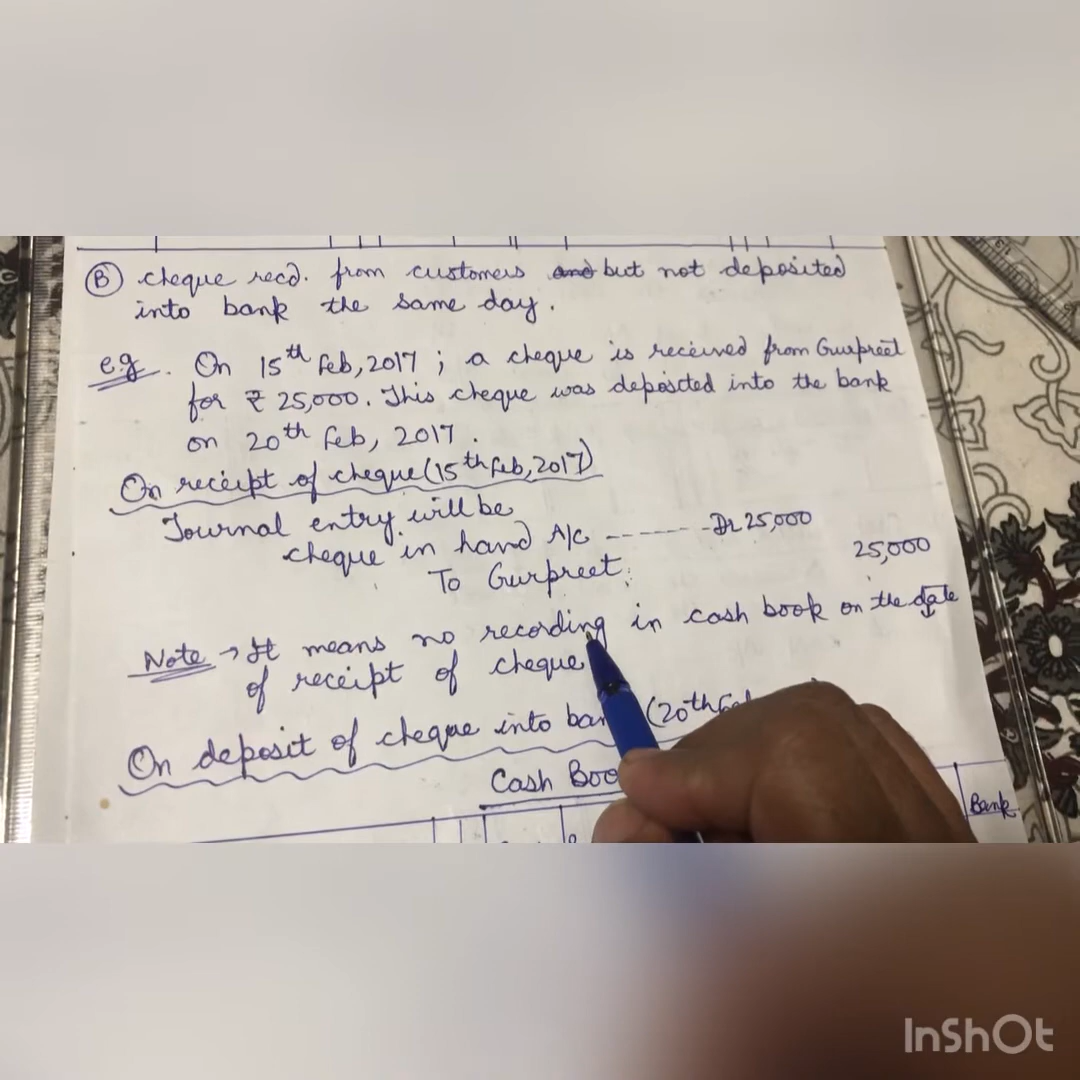 B cheque recd. from customers and but not deposited
into bank the same day.
e.g. On 15th Feb, 2017 ; a cheque is received from Gurpreet
for ₹ 25,000. This cheque was deposited into the bank
on 20th Feb, 2017.
On receipt of cheque (15th Feb, 2017)
Journal entry will be
cheque in hand A/c ------- Dr 25,000
To Gurpreet. 25,000
Note → It means no recording in cash book on the date
of receipt of cheque
On deposit of cheque into (20th
Cash
Bank
InShOt